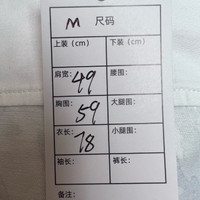 M 尺码
上装（cm） 下装（cm）
肩宽：49 腰围：
胸围：59 大腿围：
衣长：78 小腿围：
袖长： 裤长：
备注：